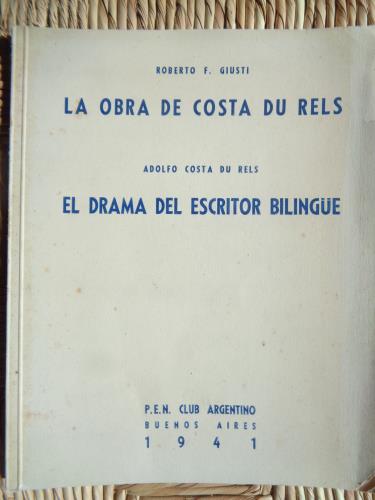 ROBERTO F. GIUSTI
LA OBRA DE COSTA DU RELS
ADOLFO COSTA DU RELS
EL DRAMA DEL ESCRITOR BILINGÜE
P.E.N. CLUB ARGENTINO
BUENOS AIRES
1941